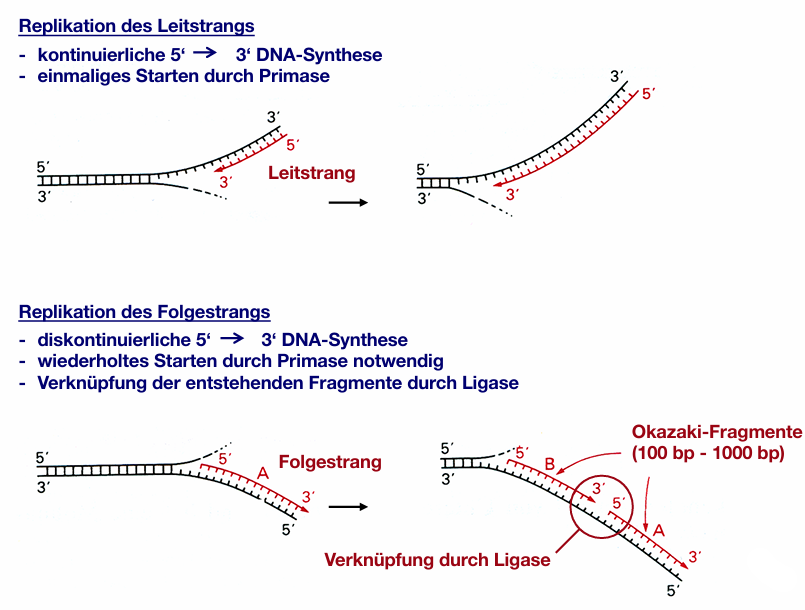 Replikation des Leitstrangs
- kontinuierliche 5‘ → 3‘ DNA-Synthese
- einmaliges Starten durch Primase
3′
5′
5′
3′
3′
Leitstrang
3′
5′
5′
3′
3′
Replikation des Folgestrangs
- diskontinuierliche 5‘ → 3‘ DNA-Synthese
- wiederholtes Starten durch Primase notwendig
- Verknüpfung der entstehenden Fragmente durch Ligase
5′
3′
5′
A
3′
5′
Folgestrang
Okazaki-Fragmente
(100 bp - 1000 bp)
5′
3′
5′
B
3′
5′
A
3′
5′
Verknüpfung durch Ligase